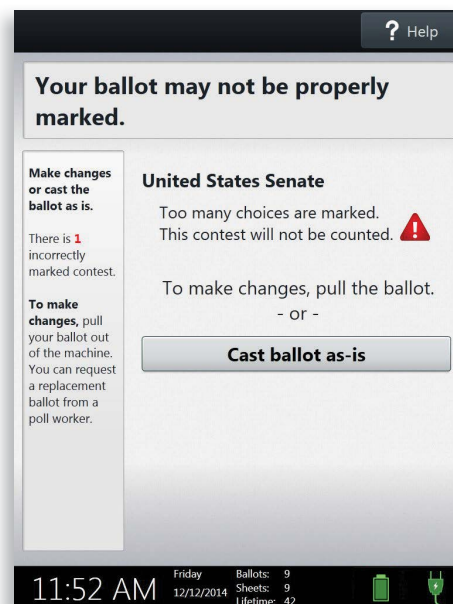 ? Help
Your ballot may not be properly
marked.
Make changes
or cast the
ballot as is.
There is 1
incorrectly
marked contest.
To make
changes, pull
your ballot out
of the machine.
You can request
a replacement
ballot from a
poll worker.
United States Senate
Too many choices are marked.
This contest will not be counted.
To make changes, pull the ballot.
- or -
Cast ballot as-is
11:52 AM
Friday
12/12/2014
Ballots: 9
Sheets: 9
Lifetime: 42